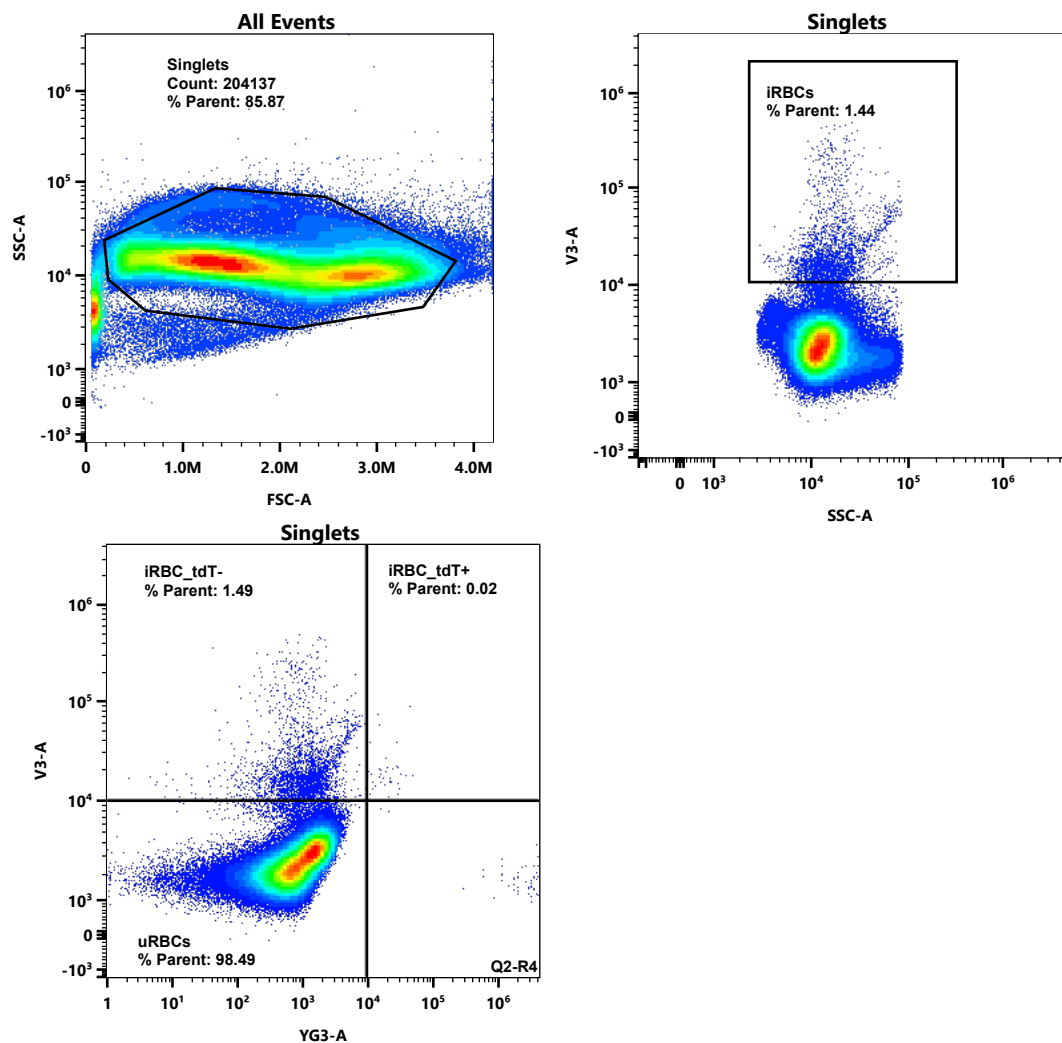 All Events
Singlets
Count: 204137
% Parent: 85.87
10⁶
10⁵
10⁴
10³
0
-10³
SSC-A
0
1.0M
2.0M
3.0M
4.0M
FSC-A
Singlets
iRBCs
% Parent: 1.44
10⁶
10⁵
10⁴
10³
0
-10³
V3-A
0
10³
10⁴
10⁵
10⁶
SSC-A
Singlets
iRBC_tdT-
% Parent: 1.49
iRBC_tdT+
% Parent: 0.02
10⁶
10⁵
10⁴
10³
0
-10³
V3-A
uRBCs
% Parent: 98.49
Q2-R4
1
10¹
10²
10³
10⁴
10⁵
10⁶
YG3-A